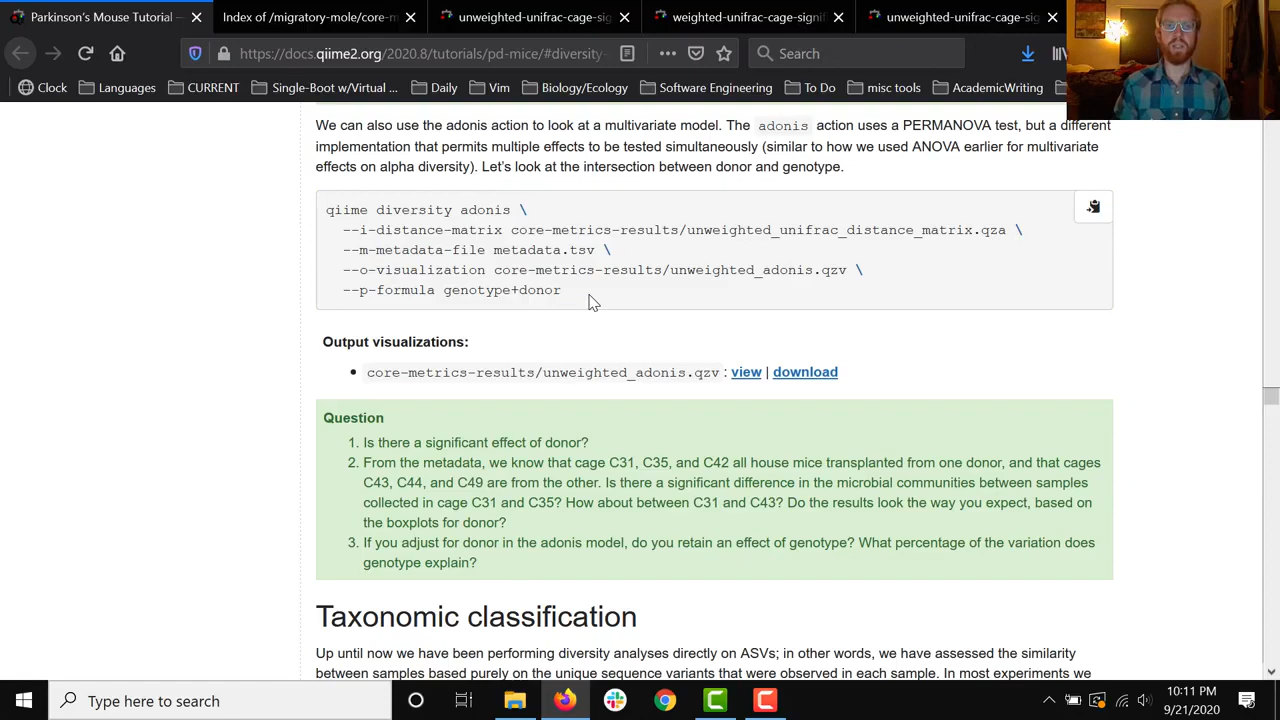 Parkinson's Mouse Tutorial
Index of /migratory-mole/core-m
unweighted-unifrac-cage-sig
weighted-unifrac-cage-signif
unweighted-unifrac-cage-sig
https://docs.qiime2.org/2020.8/tutorials/pd-mice/#diversity-
Search
Clock
Languages
CURRENT
Single-Boot w/Vin
Daily
Vim
Biology/Ecology
Software Engineering
To Do
misc tools
AcademicWriting
We can also use the adonis action to look at a multivariate model. The adonis action uses a PERMANOVA test, but a different
implementation that permits multiple effects to be tested simultaneously (similar to how we used ANOVA earlier for multivariate
effects on alpha diversity). Let's look at the intersection between donor and genotype.
qiime diversity adonis \
--i-distance-matrix core-metrics-results/unweighted_unifrac_distance_matrix.qza \
--m-metadata-file metadata.tsv \
--o-visualization core-metrics-results/unweighted_adonis.qzv \
--p-formula genotype+donor
Output visualizations:
• core-metrics-results/unweighted_adonis.qzv : view | download
Question
1. Is there a significant effect of donor?
2. From the metadata, we know that cage C31, C35, and C42 all house mice transplanted from one donor, and that cages
C43, C44, and C49 are from the other. Is there a significant difference in the microbial communities between samples
collected in cage C31 and C35? How about between C31 and C43? Do the results look the way you expect, based on
the boxplots for donor?
3. If you adjust for donor in the adonis model, do you retain an effect of genotype? What percentage of the variation does
genotype explain?
Taxonomic classification
Up until now we have been performing diversity analyses directly on ASVs; in other words, we have assessed the similarity
between samples based purely on the unique sequence variants that were observed in each sample. In most experiments we
Type here to search
10:11 PM
9/21/2020